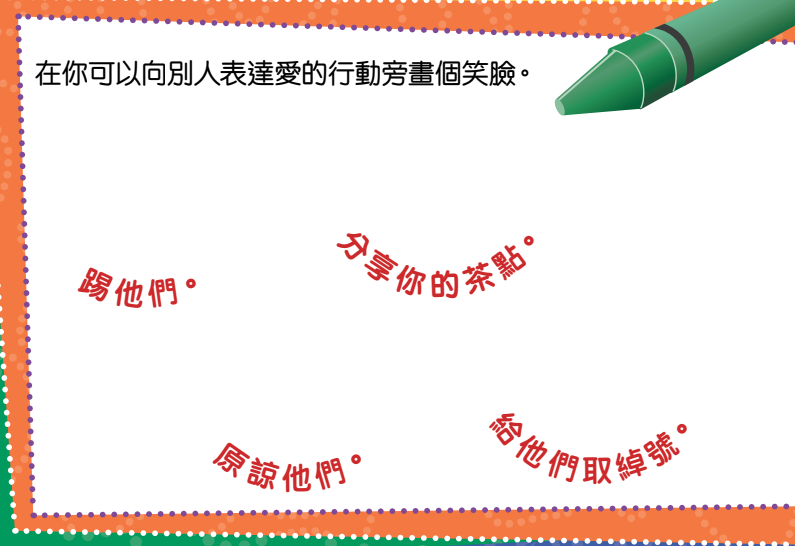 在你可以向別人表達愛的行動旁畫個笑臉。
踢他們。
分享你的茶點。
原諒他們。
給他們取綽號。